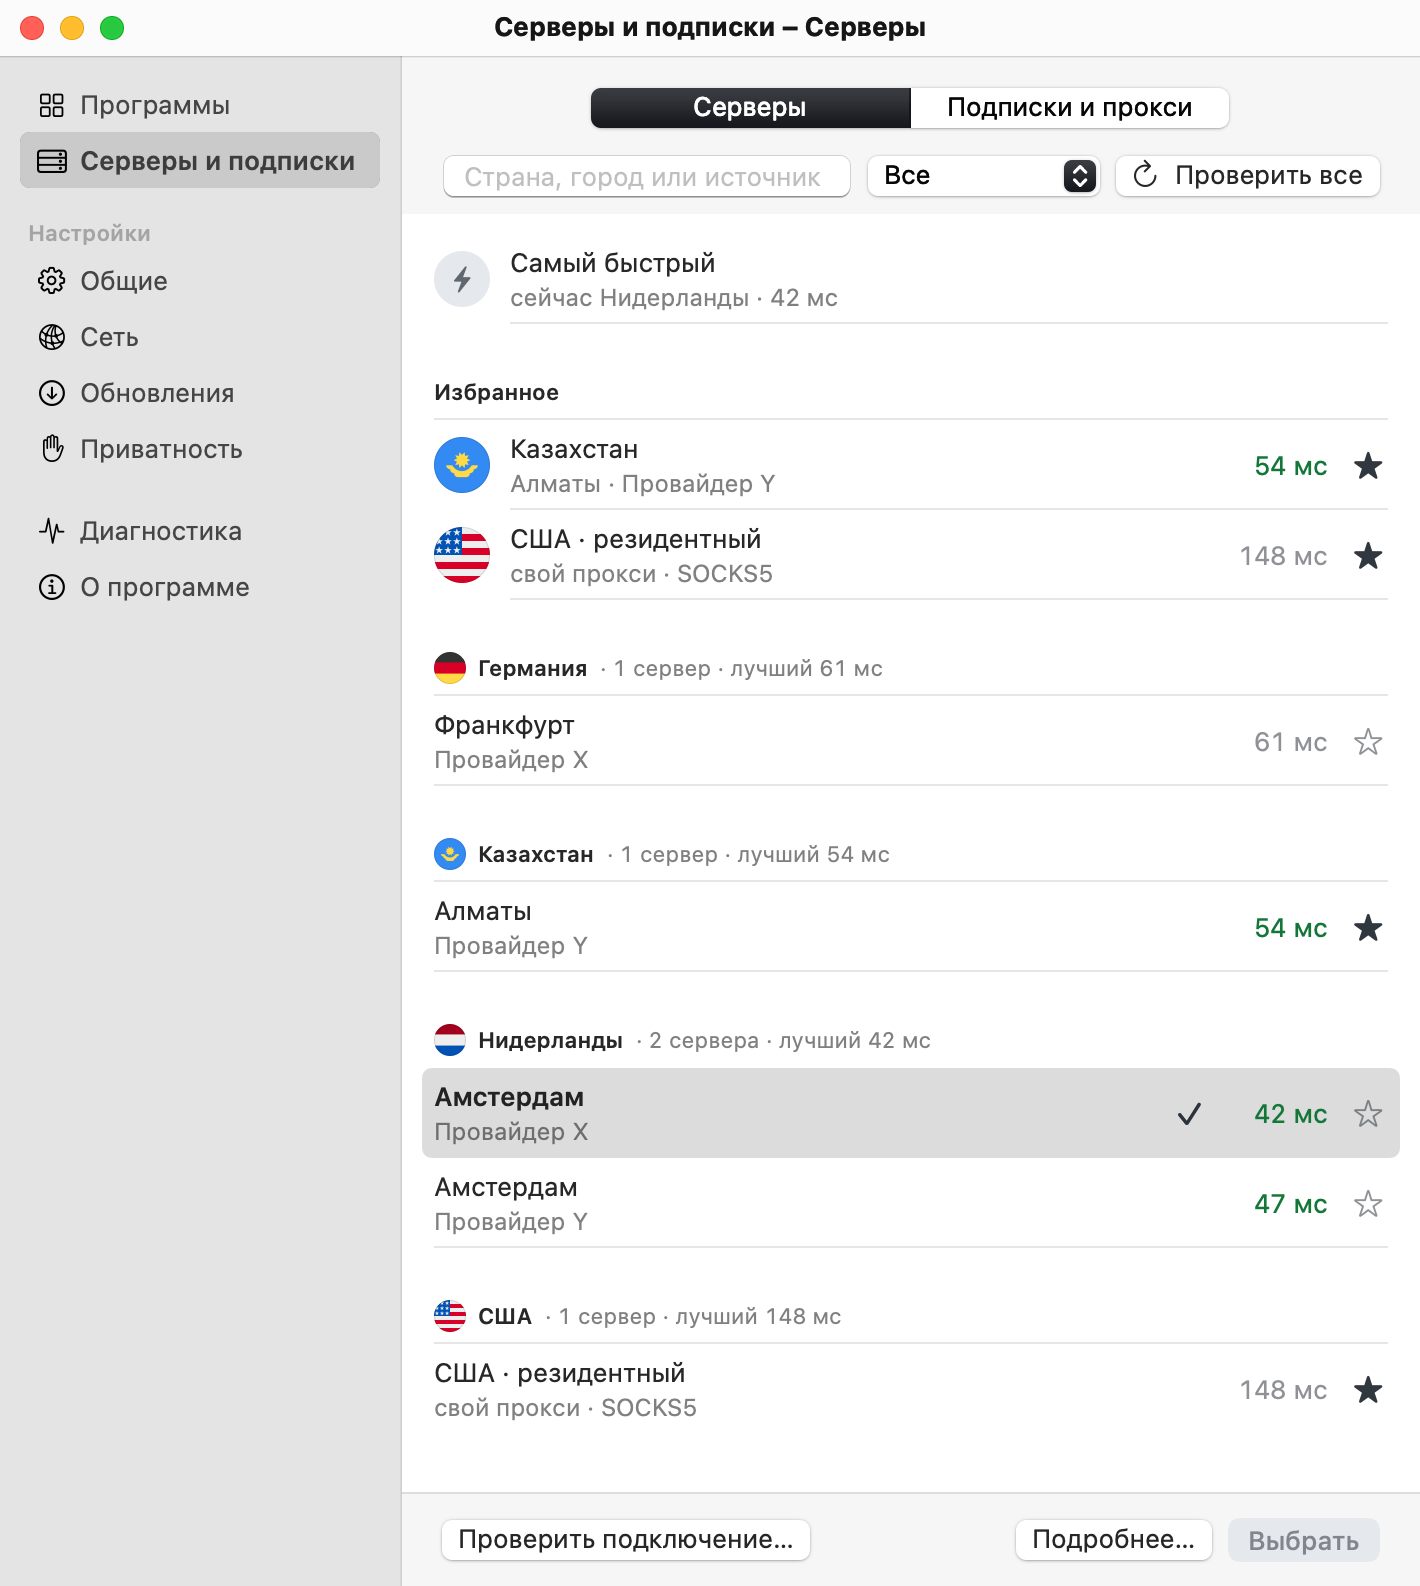 Серверы и подписки – Серверы
Программы
Серверы и подписки
Настройки
Общие
Сеть
Обновления
Приватность
Диагностика
О программе
Серверы
Подписки и прокси
Страна, город или источник
Все
Проверить все
Самый быстрый
сейчас Нидерланды · 42 мс
Избранное
Казахстан
Алматы · Провайдер Y
54 мс
США · резидентный
свой прокси · SOCKS5
148 мс
Германия · 1 сервер · лучший 61 мс
Франкфурт
Провайдер X
61 мс
Казахстан · 1 сервер · лучший 54 мс
Алматы
Провайдер Y
54 мс
Нидерланды · 2 сервера · лучший 42 мс
Амстердам
Провайдер X
42 мс
Амстердам
Провайдер Y
47 мс
США · 1 сервер · лучший 148 мс
США · резидентный
свой прокси · SOCKS5
148 мс
Проверить подключение...
Подробнее...
Выбрать